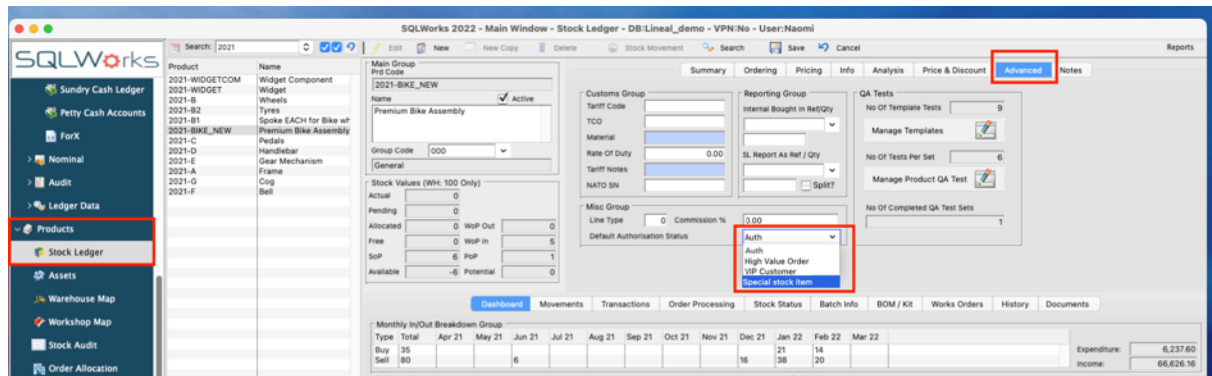 SQLWorks 2022 - Main Window - Stock Ledger - DB:Lineal_demo - VPN:No - User:Naomi
SQLWorks
Search: 2021
Edit New New Copy Delete Stock Movement Search Save Cancel Reports
Sundry Cash Ledger
Petty Cash Accounts
ForX
Nominal
Audit
Ledger Data
Products
Stock Ledger
Assets
Warehouse Map
Workshop Map
Stock Audit
Order Allocation
Product Name
2021-WIDGETCOM Widget Component
2021-WIDGET Widget
2021-B Wheels
2021-B2 Tyres
2021-B1 Spoke EACH for Bike wh
2021-BIKE_NEW Premium Bike Assembly
2021-C Pedals
2021-D Handlebar
2021-E Gear Mechanism
2021-A Frame
2021-G Cog
2021-F Bell
Main Group
Prd Code
2021-BIKE_NEW
Name Active
Premium Bike Assembly
Group Code 000
General
Stock Values (WH: 100 Only)
Actual 0
Pending 0
Allocated 0 WoP Out 0
Free 0 WoP In 5
SoP 6 PoP 1
Available -6 Potential 0
Summary Ordering Pricing Info Analysis Price & Discount Advanced Notes
Customs Group
Tariff Code
TCO
Material
Rate Of Duty 0.00
Tariff Notes
NATO SN
Reporting Group
Internal Bought In Ref/Qty
SL Report As Ref / Qty
Split?
QA Tests
No Of Template Tests 9
Manage Templates
No Of Tests Per Set 6
Manage Product QA Test
No Of Completed QA Test Sets
1
Misc Group
Line Type 0 Commission % 0.00
Default Authorisation Status Auth
Auth
High Value Order
VIP Customer
Special stock item
Dashboard Movements Transactions Order Processing Stock Status Batch Info BOM / Kit Works Orders History Documents
Monthly In/Out Breakdown Group
Type Total Apr 21 May 21 Jun 21 Jul 21 Aug 21 Sep 21 Oct 21 Nov 21 Dec 21 Jan 22 Feb 22 Mar 22
Buy 35 21 14
Sell 80 6 16 38 20
Expenditure: 6,237.60
Income: 66,626.16